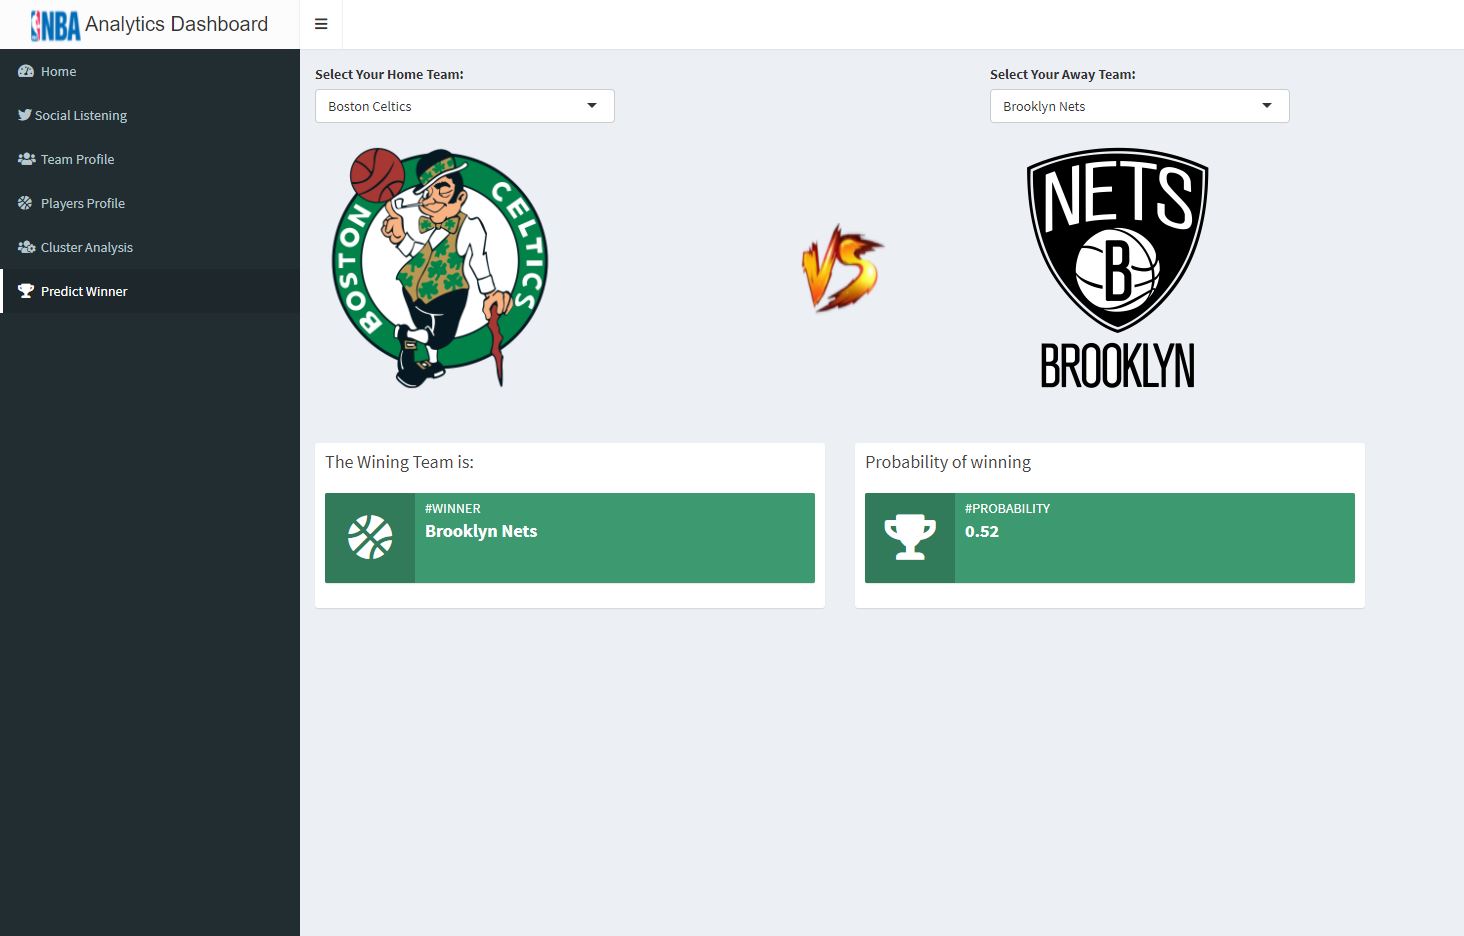 NBA Analytics Dashboard
Home
Social Listening
Team Profile
Players Profile
Cluster Analysis
Predict Winner
Select Your Home Team:
Boston Celtics
Select Your Away Team:
Brooklyn Nets
BOSTON CELTICS
VS
NETS
B
BROOKLYN
The Wining Team is:
#WINNER
Brooklyn Nets
Probability of winning
#PROBABILITY
0.52